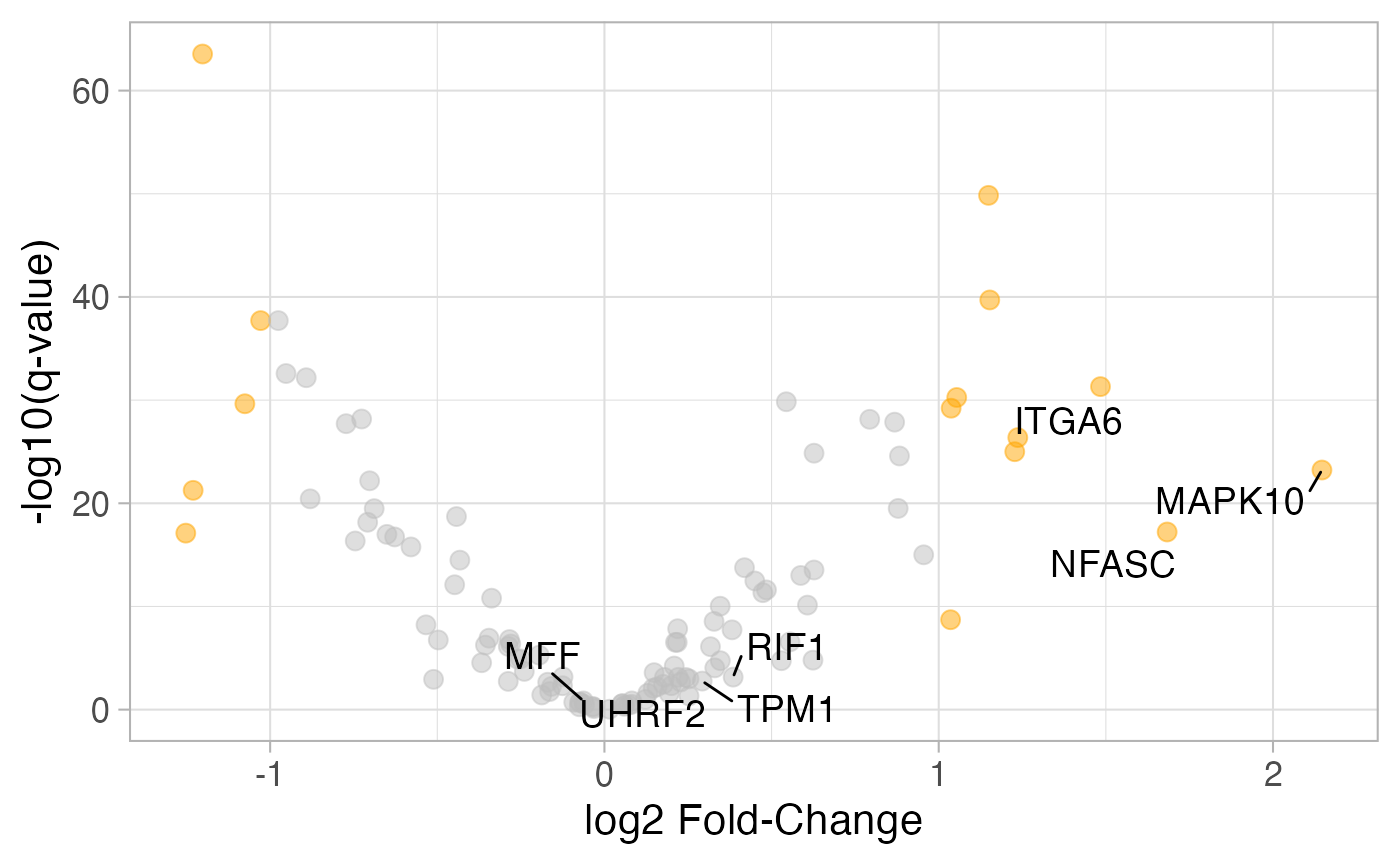 60
40
20
0
-log10(q-value)
ITGA6
MAPK10
NFASC
MFF
RIF1
UHRF2
TPM1
-1
0
1
2
log2 Fold-Change